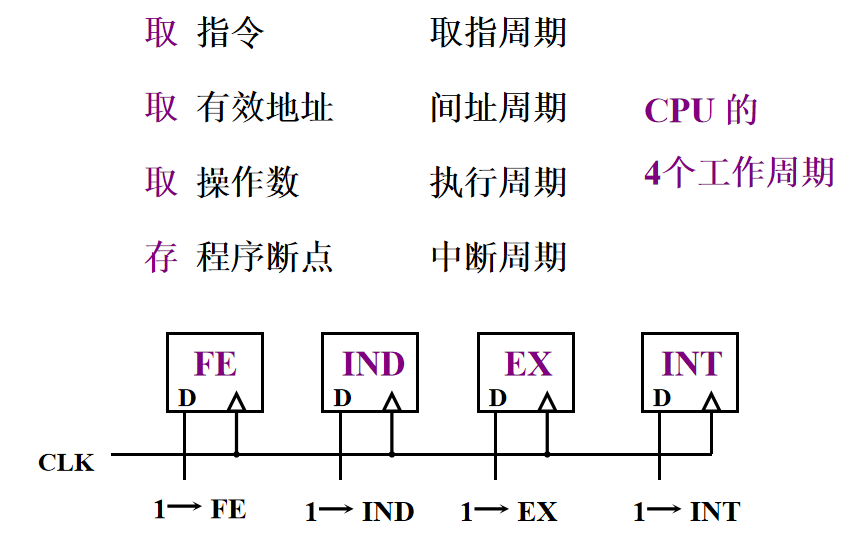 取 指令 取指周期
取 有效地址 间址周期
CPU 的
取 操作数 执行周期
4个工作周期
存 程序断点 中断周期
FE IND EX INT
D D D D
CLK
1→ FE 1→ IND 1→ EX 1→ INT